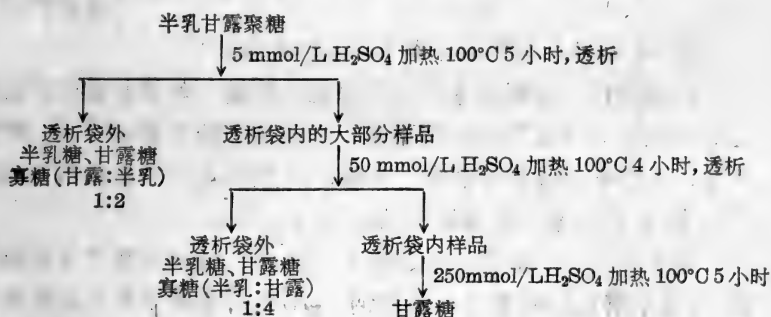 半乳甘露聚糖
5 mmol/L H₂SO₄ 加热 100°C 5 小时, 透析
透析袋外
半乳糖、甘露糖
寡糖(甘露:半乳)
1:2
透析袋内的大部分样品
50 mmol/L H₂SO₄ 加热 100°C 4 小时, 透析
透析袋外
半乳糖、甘露糖
寡糖(半乳:甘露)
1:4
透析袋内样品
250mmol/LH₂SO₄ 加热 100°C 5 小时
甘露糖